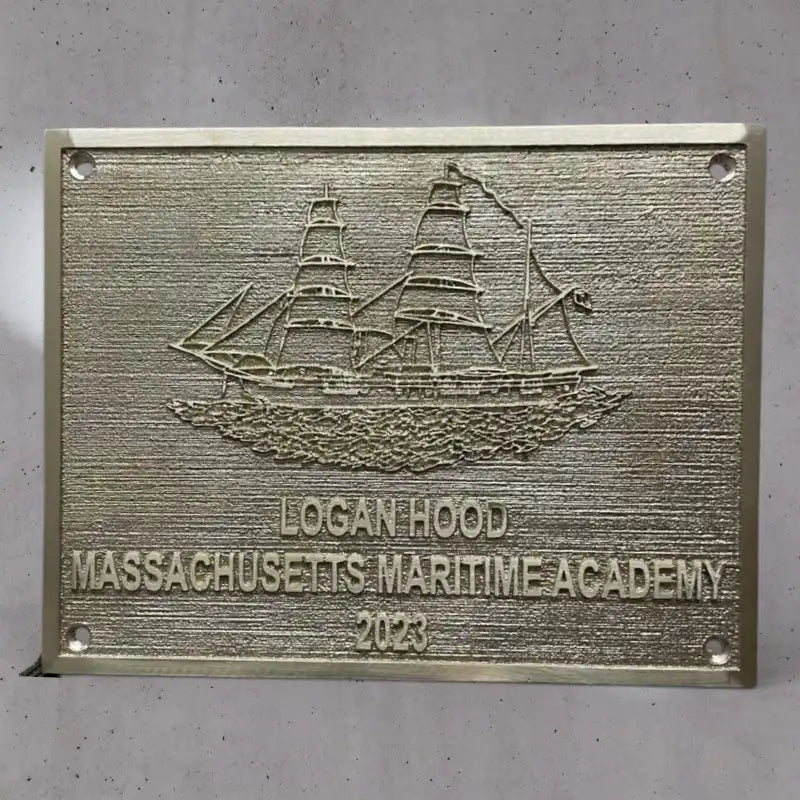 LOGAN HOOD
MASSACHUSETTS MARITIME ACADEMY
2023